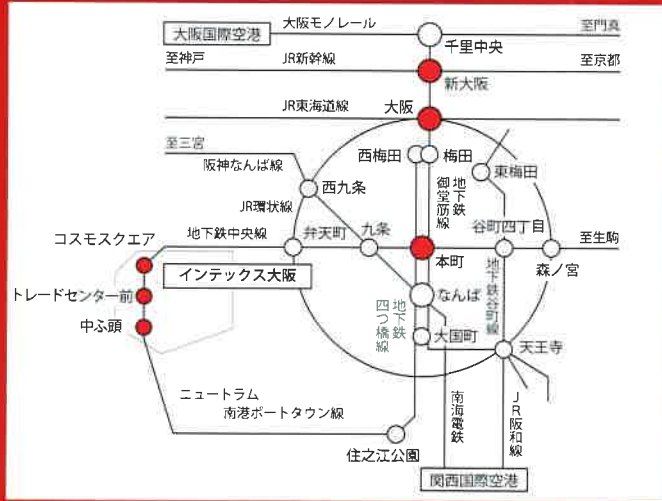 大阪モノレール
大阪国際空港
至門真
千里中央
至神戸
JR新幹線
至京都
新大阪
JR東海道線
大阪
至三宮
西梅田
梅田
東梅田
阪神なんば線
西九条
地下鉄
御堂筋線
JR環状線
谷町四丁目
コスモスクエア
地下鉄中央線
弁天町
九条
至生駒
本町
森ノ宮
インテックス大阪
地下鉄谷町線
トレードセンター前
なんば
中ふ頭
地下鉄
四つ橋線
大国町
天王寺
ニュートラム
南港ポートタウン線
南海電鉄
JR阪和線
住之江公園
関西国際空港